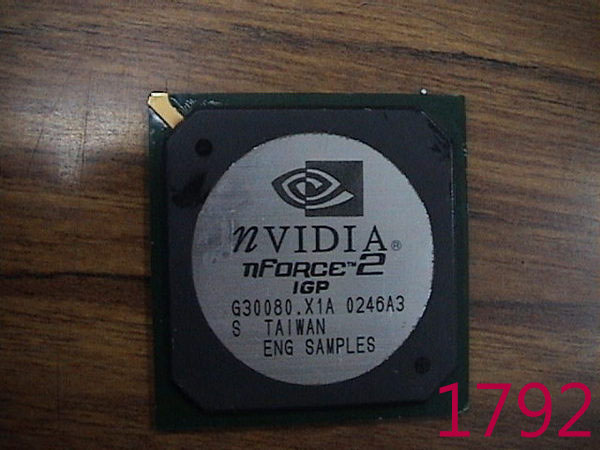 nVIDIA®
nFORCE™2
IGP
G30080.X1A 0246A3
S TAIWAN
ENG SAMPLES
1792